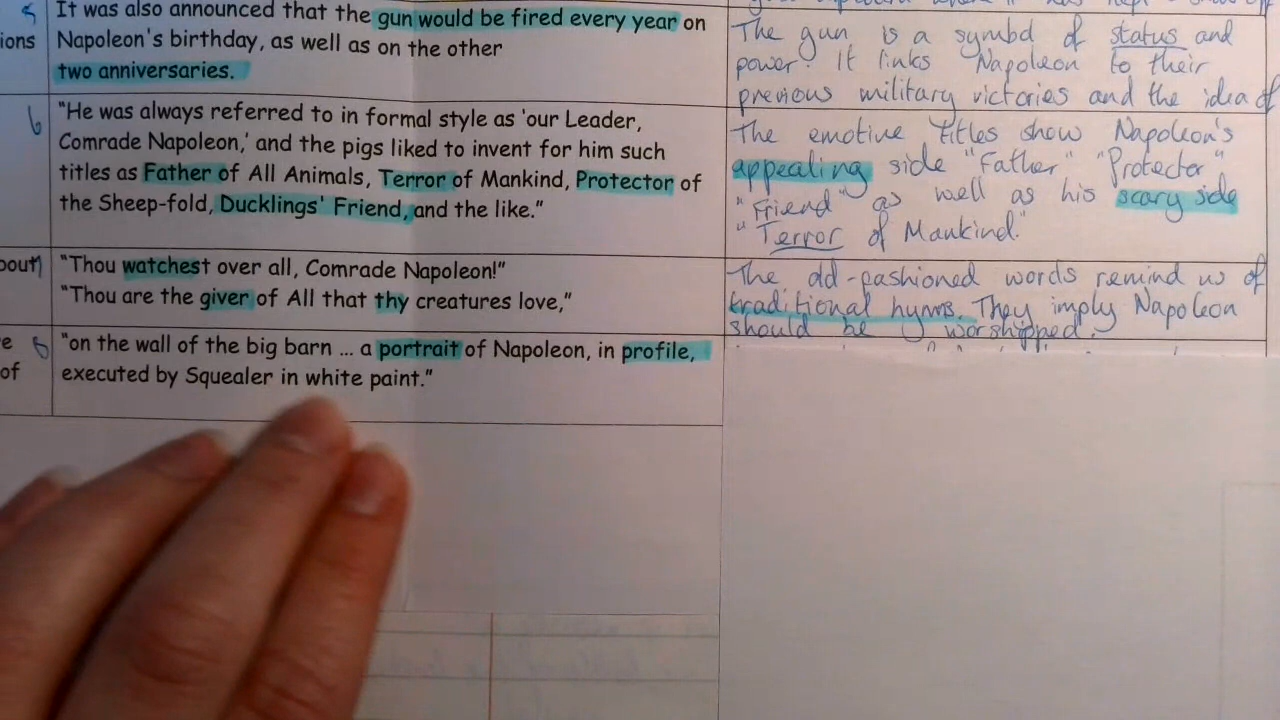 5
It was also announced that the gun would be fired every year on
ions
Napoleon's birthday, as well as on the other
two anniversaries.
The gun is a symbol of status and
power. It links Napoleon to their
previous military victories and the idea of
6
"He was always referred to in formal style as 'our Leader,
Comrade Napoleon,' and the pigs liked to invent for him such
titles as Father of All Animals, Terror of Mankind, Protector of
the Sheep-fold, Ducklings' Friend, and the like."
The emotive titles show Napoleon's
appealing side "Father" "Protector"
"Friend" as well as his scary side
"Terror of Mankind."
bout
"Thou watchest over all, Comrade Napoleon!"
"Thou are the giver of All that thy creatures love,"
The old-fashioned words remind us of
traditional hymns. They imply Napoleon
should be worshipped.
e
of
"on the wall of the big barn … a portrait of Napoleon, in profile,
executed by Squealer in white paint."